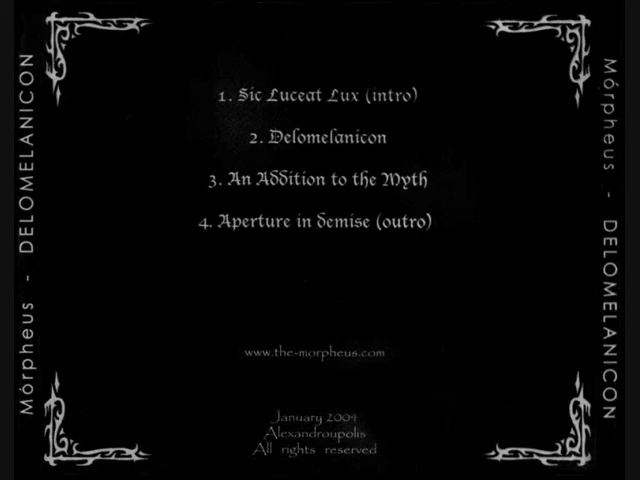 Mórpheus - DELOMELANICON
1. Sic Luceat Lux (intro)
2. Delomelanicon
3. An Addition to the Myth
4. Aperture in demise (outro)
www.the-morpheus.com
January 2004
Alexandroupolis
All rights reserved
Mórpheus - DELOMELANICON